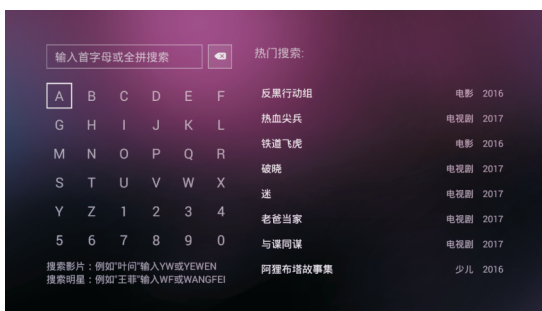 输入首字母或全拼搜索
A B C D E F
G H I J K L
M N O P Q R
S T U V W X
Y Z 1 2 3 4
5 6 7 8 9 0
搜索影片：例如"叶问"输入YW或YEWEN
搜索明星：例如"王菲"输入WF或WANGFEI
热门搜索:
反黑行动组 电影 2016
热血尖兵 电视剧 2017
铁道飞虎 电影 2016
破晓 电视剧 2017
迷 电视剧 2017
老爸当家 电视剧 2017
与谍同谋 电视剧 2017
阿狸布塔故事集 少儿 2016